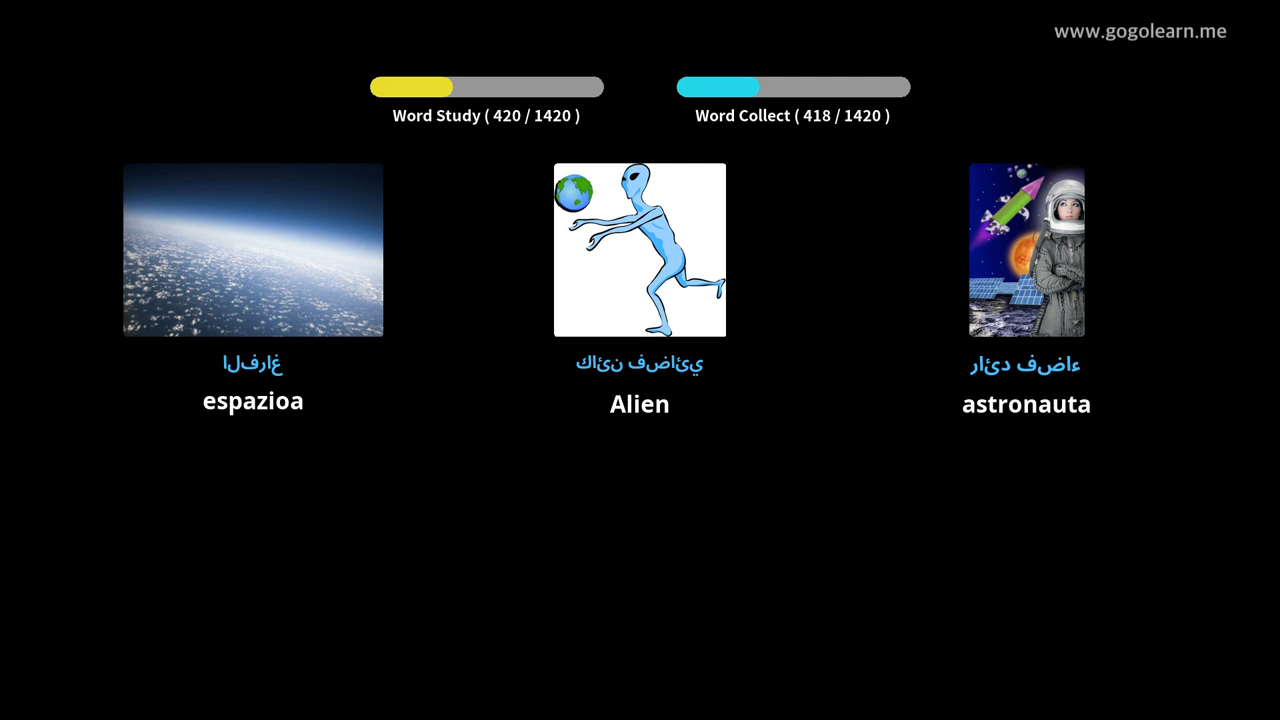 www.gogolearn.me
Word Study ( 420 / 1420 )
Word Collect ( 418 / 1420 )
الفراغ
كائن فضائي
رائد فضاء
espazioa
Alien
astronauta